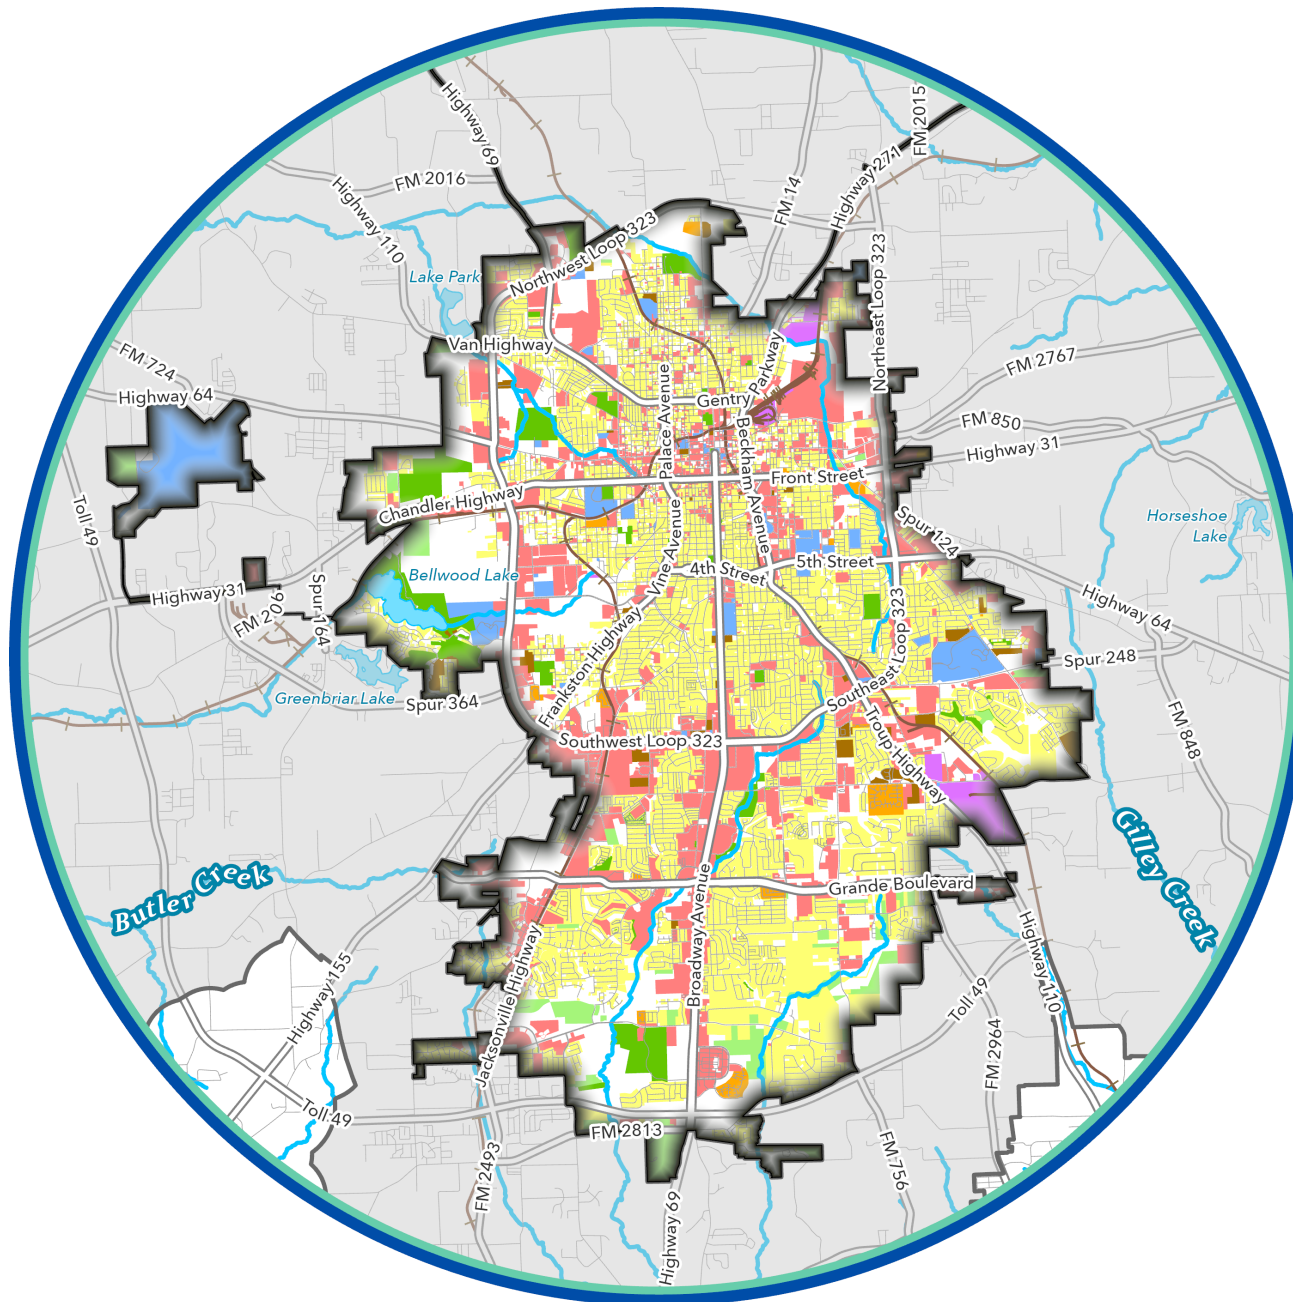 Highway 69
FM 2015
FM 2016
Highway 110
FM 14
Highway 271
Northwest Loop 323
Northeast Loop 323
Lake Park
Van Highway
FM 724
Highway 64
FM 2767
Gentry Parkway
Palace Avenue
Beckham Avenue
FM 850
Highway 31
Front Street
Chandler Highway
Toll 49
Spur 124
Horseshoe
Lake
Vine Avenue
4th Street
5th Street
Bellwood Lake
Highway 31
FM 206
Spur 164
Highway 64
Southeast Loop 323
Spur 248
Frankston Highway
Greenbriar Lake
Spur 364
Southwest Loop 323
Troup Highway
FM 848
Gilley Creek
Butler Creek
Grande Boulevard
Broadway Avenue
Highway 155
Jacksonville Highway
Highway 110
Toll 49
FM 2964
Toll 49
FM 2813
FM 2493
FM 756
Highway 69